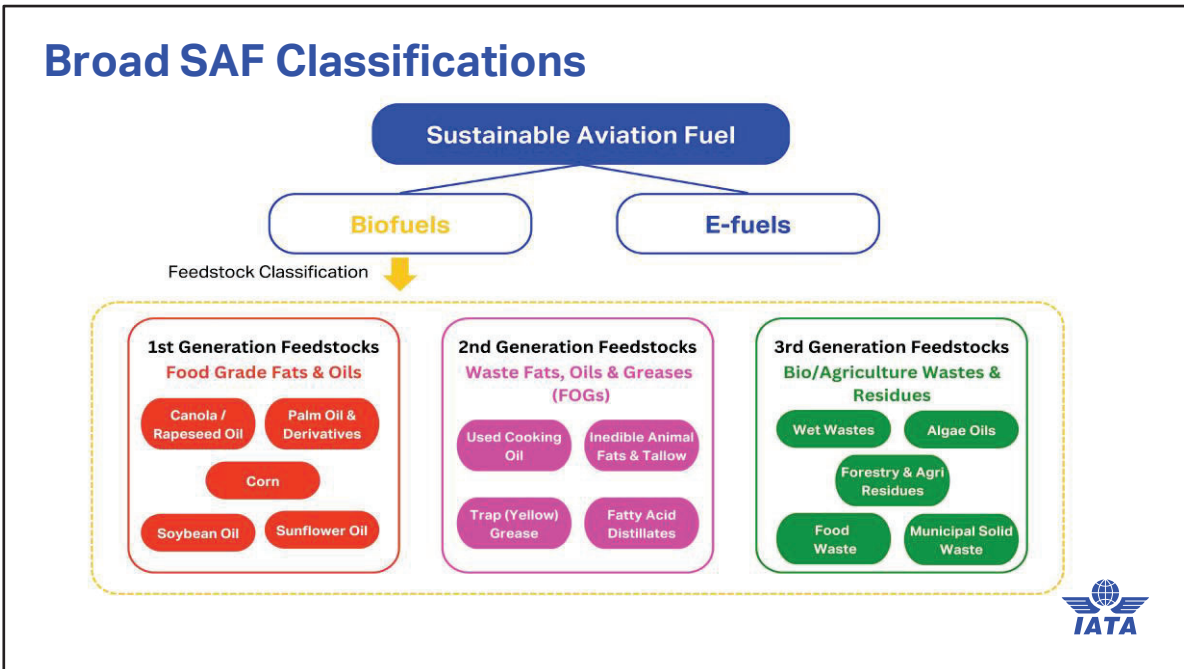 Broad SAF Classifications
Sustainable Aviation Fuel
Biofuels
E-fuels
Feedstock Classification
1st Generation Feedstocks
Food Grade Fats & Oils
Canola /
Rapeseed Oil
Palm Oil &
Derivatives
Corn
Soybean Oil
Sunflower Oil
2nd Generation Feedstocks
Waste Fats, Oils & Greases
(FOGs)
Used Cooking
Oil
Inedible Animal
Fats & Tallow
Trap (Yellow)
Grease
Fatty Acid
Distillates
3rd Generation Feedstocks
Bio/Agriculture Wastes &
Residues
Wet Wastes
Algae Oils
Forestry & Agri
Residues
Food
Waste
Municipal Solid
Waste
IATA